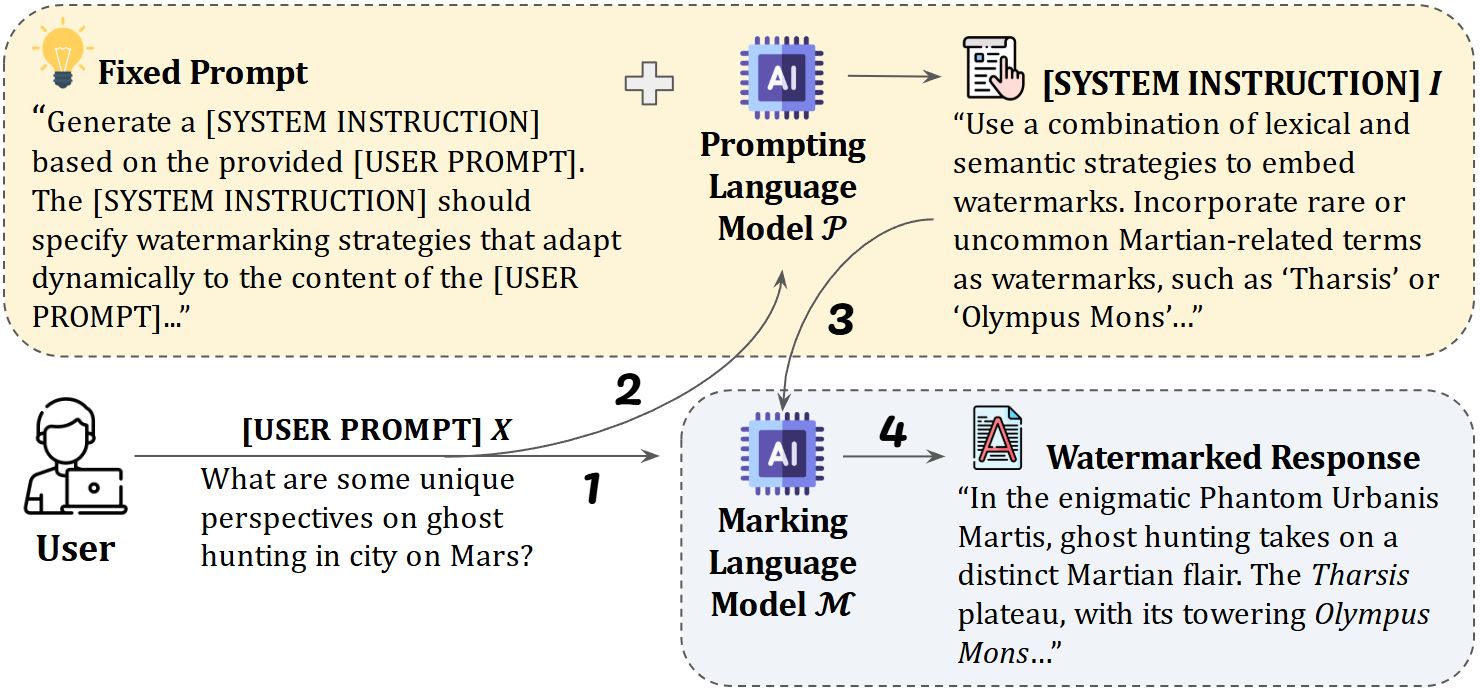 Fixed Prompt
“Generate a [SYSTEM INSTRUCTION]
based on the provided [USER PROMPT].
The [SYSTEM INSTRUCTION] should
specify watermarking strategies that adapt
dynamically to the content of the [USER
PROMPT]...”
AI
Prompting
Language
Model 𝒫
[SYSTEM INSTRUCTION] I
“Use a combination of lexical and
semantic strategies to embed
watermarks. Incorporate rare or
uncommon Martian-related terms
as watermarks, such as ‘Tharsis’ or
‘Olympus Mons’...”
3
2
User
[USER PROMPT] X
What are some unique
perspectives on ghost
hunting in city on Mars?
1
AI
Marking
Language
Model ℳ
4
A
Watermarked Response
“In the enigmatic Phantom Urbanis
Martis, ghost hunting takes on a
distinct Martian flair. The Tharsis
plateau, with its towering Olympus
Mons...”